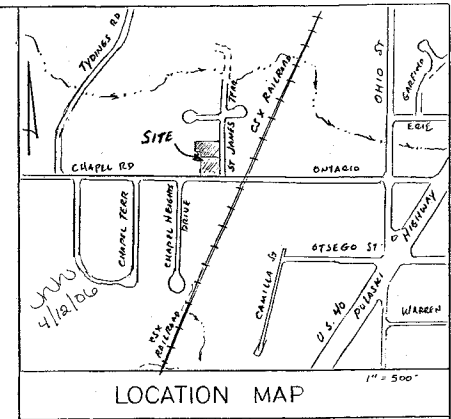 TYDINGS RD
ST JAMES TERR
CSX RAILROAD
OHIO ST
GARFIELD
ERIE
SITE
CHAPEL RD
ONTARIO
CHAPEL TERR
CHAPEL HEIGHTS
DRIVE
OTSEGO ST
HIGHWAY
CAMILLA ST
U.S. 40
PULASKI
WARREN
4/12/06
CSX
RAILROAD
1" = 500'
LOCATION MAP